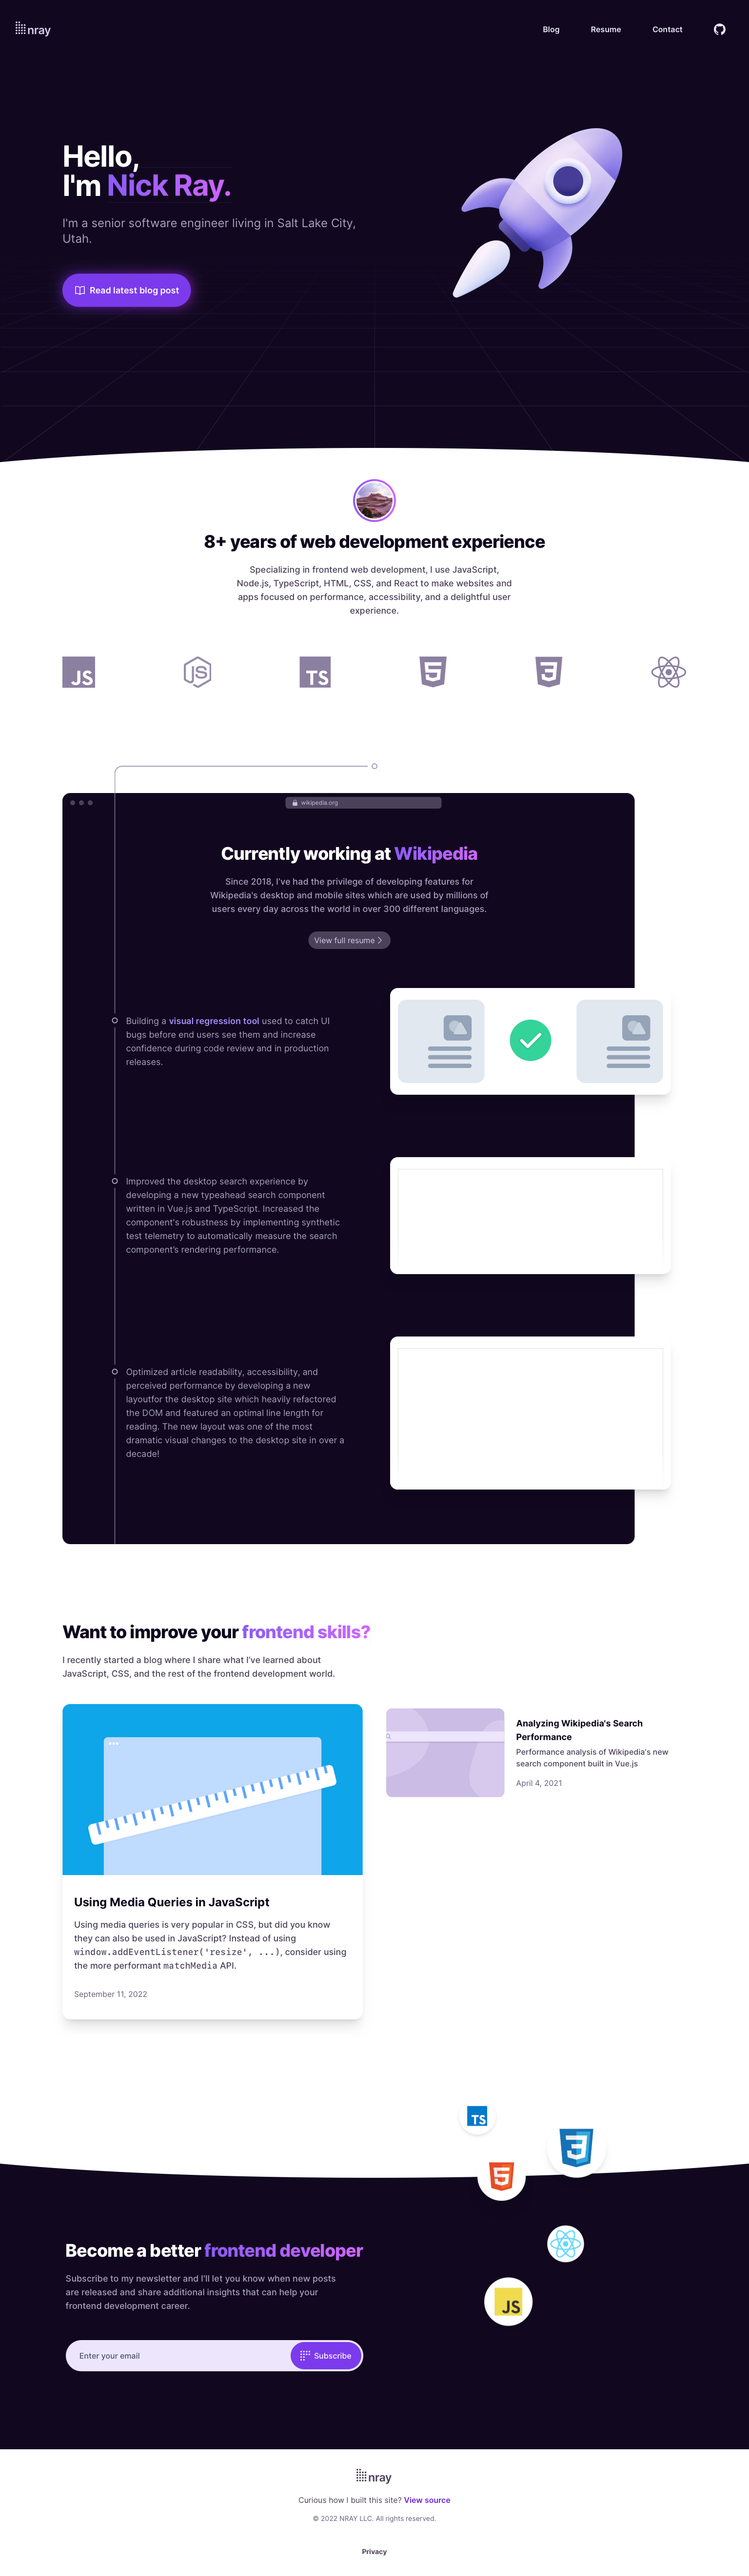 nray
Blog
Resume
Contact
Hello,
I'm Nick Ray.
I'm a senior software engineer living in Salt Lake City,
Utah.
Read latest blog post
8+ years of web development experience
Specializing in frontend web development, I use JavaScript,
Node.js, TypeScript, HTML, CSS, and React to make websites and
apps focused on performance, accessibility, and a delightful user
experience.
JS
JS
TS
5
3
wikipedia.org
Currently working at Wikipedia
Since 2018, I've had the privilege of developing features for
Wikipedia's desktop and mobile sites which are used by millions of
users every day across the world in over 300 different languages.
View full resume
Building a visual regression tool used to catch UI
bugs before end users see them and increase
confidence during code review and in production
releases.
Improved the desktop search experience by
developing a new typeahead search component
written in Vue.js and TypeScript. Increased the
component's robustness by implementing synthetic
test telemetry to automatically measure the search
component's rendering performance.
Optimized article readability, accessibility, and
perceived performance by developing a new
layoutfor the desktop site which heavily refactored
the DOM and featured an optimal line length for
reading. The new layout was one of the most
dramatic visual changes to the desktop site in over a
decade!
Want to improve your frontend skills?
I recently started a blog where I share what I've learned about
JavaScript, CSS, and the rest of the frontend development world.
Using Media Queries in JavaScript
Using media queries is very popular in CSS, but did you know
they can also be used in JavaScript? Instead of using
window.addEventListener('resize', ...), consider using
the more performant matchMedia API.
September 11, 2022
Analyzing Wikipedia's Search
Performance
Performance analysis of Wikipedia's new
search component built in Vue.js
April 4, 2021
TS
3
5
JS
Become a better frontend developer
Subscribe to my newsletter and I'll let you know when new posts
are released and share additional insights that can help your
frontend development career.
Enter your email
Subscribe
nray
Curious how I built this site? View source
© 2022 NRAY LLC. All rights reserved.
Privacy